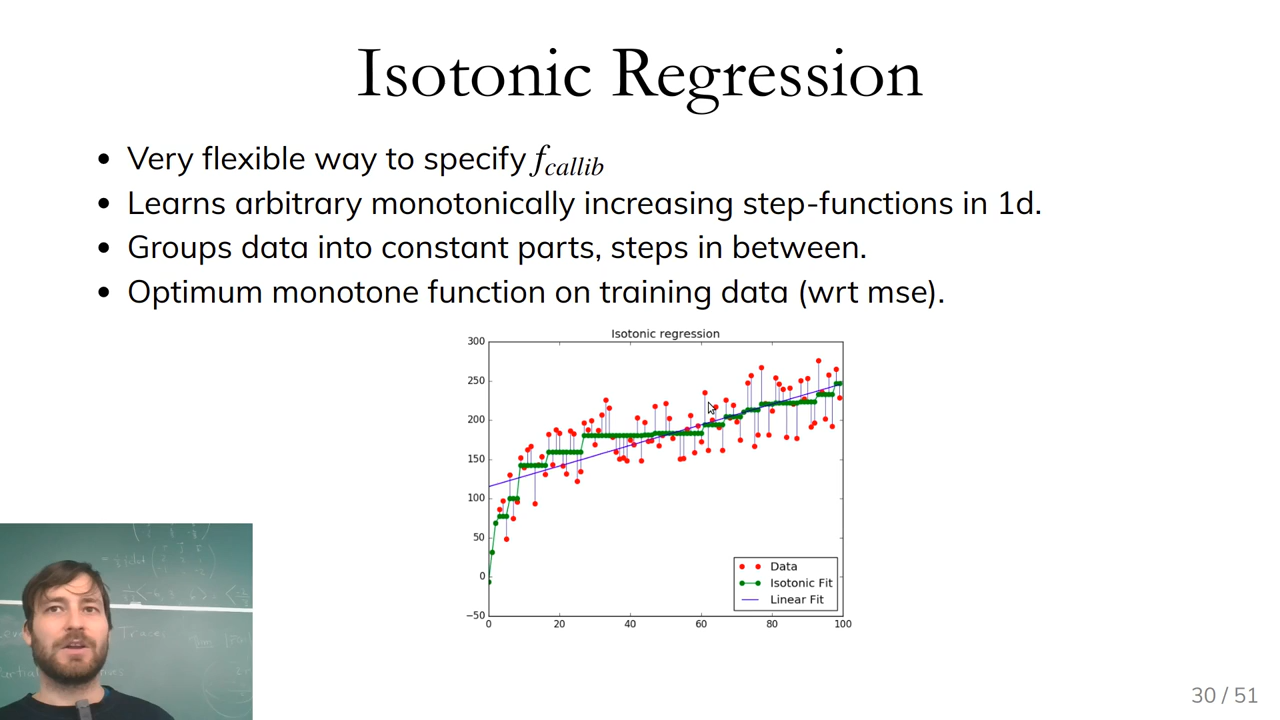 Isotonic Regression
• Very flexible way to specify f_callib
• Learns arbitrary monotonically increasing step-functions in 1d.
• Groups data into constant parts, steps in between.
• Optimum monotone function on training data (wrt mse).
Isotonic regression
300
250
200
150
100
50
0
−50
0 20 40 60 80 100
Data
Isotonic Fit
Linear Fit
30 / 51